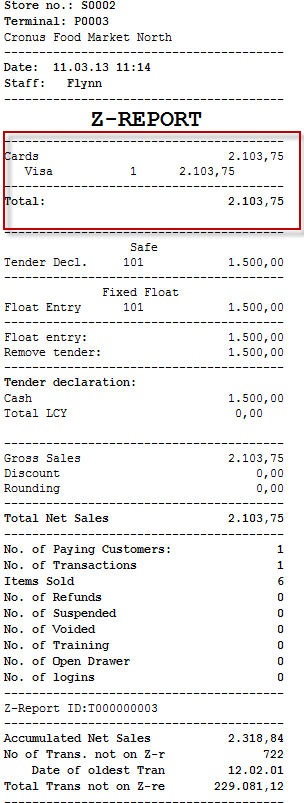 Store no.: S0002
Terminal: P0003
Cronus Food Market North
----------------------------------------
Date: 11.03.13 11:14
Staff: Flynn
----------------------------------------
Z-REPORT
----------------------------------------
Cards 2.103,75
Visa 1 2.103,75
----------------------------------------
Total: 2.103,75
----------------------------------------
Safe
Tender Decl. 101 1.500,00
----------------------------------------
Fixed Float
Float Entry 101 1.500,00
----------------------------------------
Float entry: 1.500,00
Remove tender: 1.500,00
----------------------------------------
Tender declaration:
Cash 1.500,00
Total LCY 0,00
----------------------------------------
Gross Sales 2.103,75
Discount 0,00
Rounding 0,00
----------------------------------------
Total Net Sales 2.103,75
----------------------------------------
No. of Paying Customers: 1
No. of Transactions 1
Items Sold 6
No. of Refunds 0
No. of Suspended 0
No. of Voided 0
No. of Training 0
No. of Open Drawer 0
No. of logins 0
----------------------------------------
Z-Report ID:T000000003
----------------------------------------
Accumulated Net Sales 2.318,84
No of Trans. not on Z-r 722
Date of oldest Tran 12.02.01
Total Trans not on Z-re 229.081,12
----------------------------------------